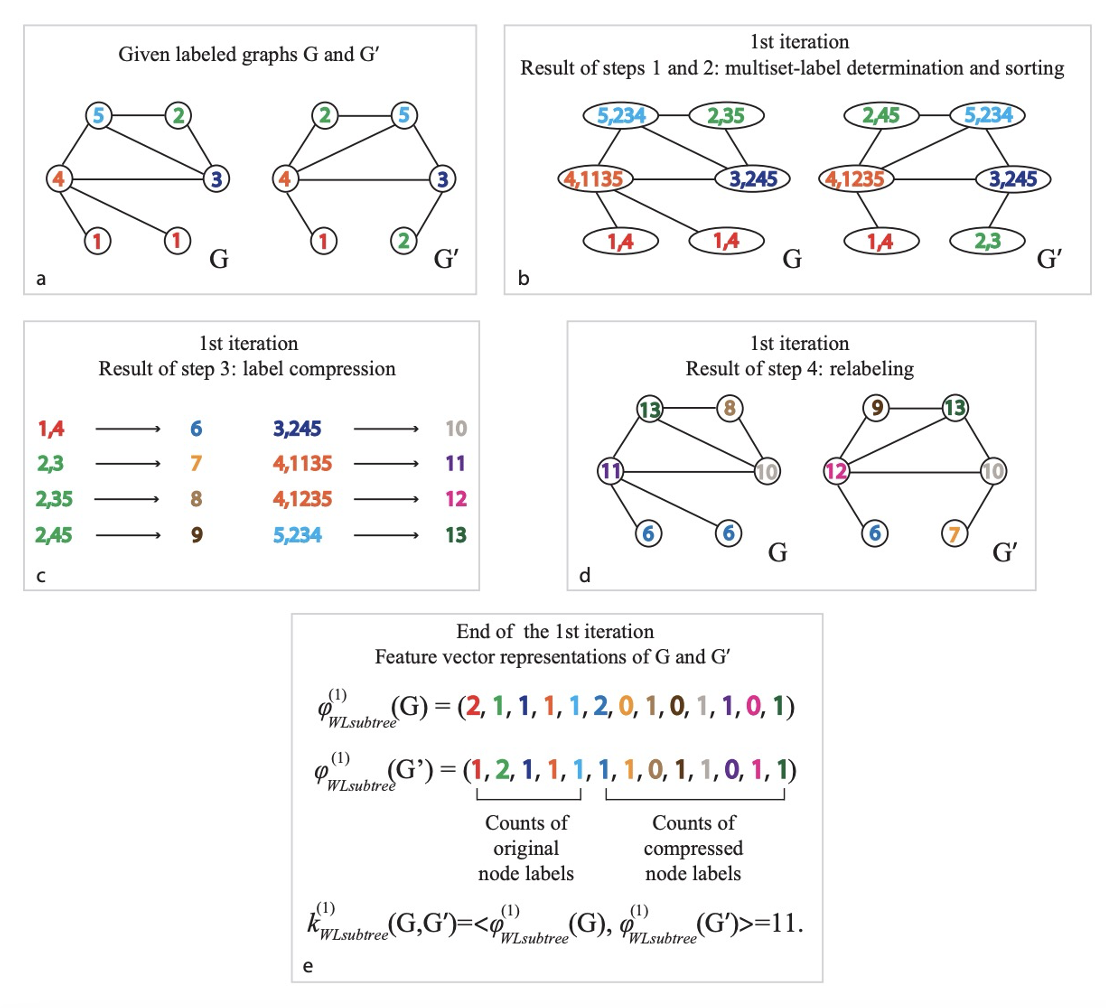 Given labeled graphs G and G′
5 2 2 5
4 3 4 3
1 1 1 2
G G′
a
1st iteration
Result of steps 1 and 2: multiset-label determination and sorting
5,234 2,35 2,45 5,234
4,1135 3,245 4,1235 3,245
1,4 1,4 1,4 2,3
G G′
b
1st iteration
Result of step 3: label compression
1,4 → 6 3,245 → 10
2,3 → 7 4,1135 → 11
2,35 → 8 4,1235 → 12
2,45 → 9 5,234 → 13
c
1st iteration
Result of step 4: relabeling
13 8 9 13
11 10 12 10
6 6 6 7
G G′
d
End of the 1st iteration
Feature vector representations of G and G′
φ(1)WLsubtree(G) = (2, 1, 1, 1, 1, 2, 0, 1, 0, 1, 1, 0, 1)
φ(1)WLsubtree(G’) = (1, 2, 1, 1, 1, 1, 1, 0, 1, 1, 0, 1, 1)
Counts of Counts of
original compressed
node labels node labels
k(1)WLsubtree(G,G′)=<φ(1)WLsubtree(G), φ(1)WLsubtree(G′)>=11.
e